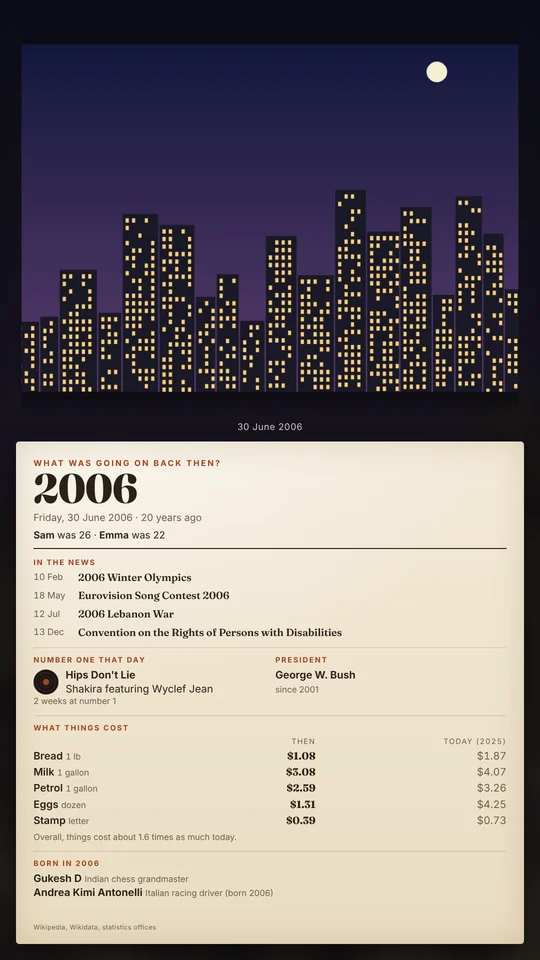 30 June 2006
WHAT WAS GOING ON BACK THEN?
2006
Friday, 30 June 2006 · 20 years ago
Sam was 26 · Emma was 22
IN THE NEWS
10 Feb 2006 Winter Olympics
18 May Eurovision Song Contest 2006
12 Jul 2006 Lebanon War
13 Dec Convention on the Rights of Persons with Disabilities
NUMBER ONE THAT DAY
Hips Don't Lie
Shakira featuring Wyclef Jean
2 weeks at number 1
PRESIDENT
George W. Bush
since 2001
WHAT THINGS COST
THEN TODAY (2025)
Bread 1 lb $1.08 $1.87
Milk 1 gallon $3.08 $4.07
Petrol 1 gallon $2.59 $3.26
Eggs dozen $1.31 $4.25
Stamp letter $0.39 $0.73
Overall, things cost about 1.6 times as much today.
BORN IN 2006
Gukesh D Indian chess grandmaster
Andrea Kimi Antonelli Italian racing driver (born 2006)
Wikipedia, Wikidata, statistics offices